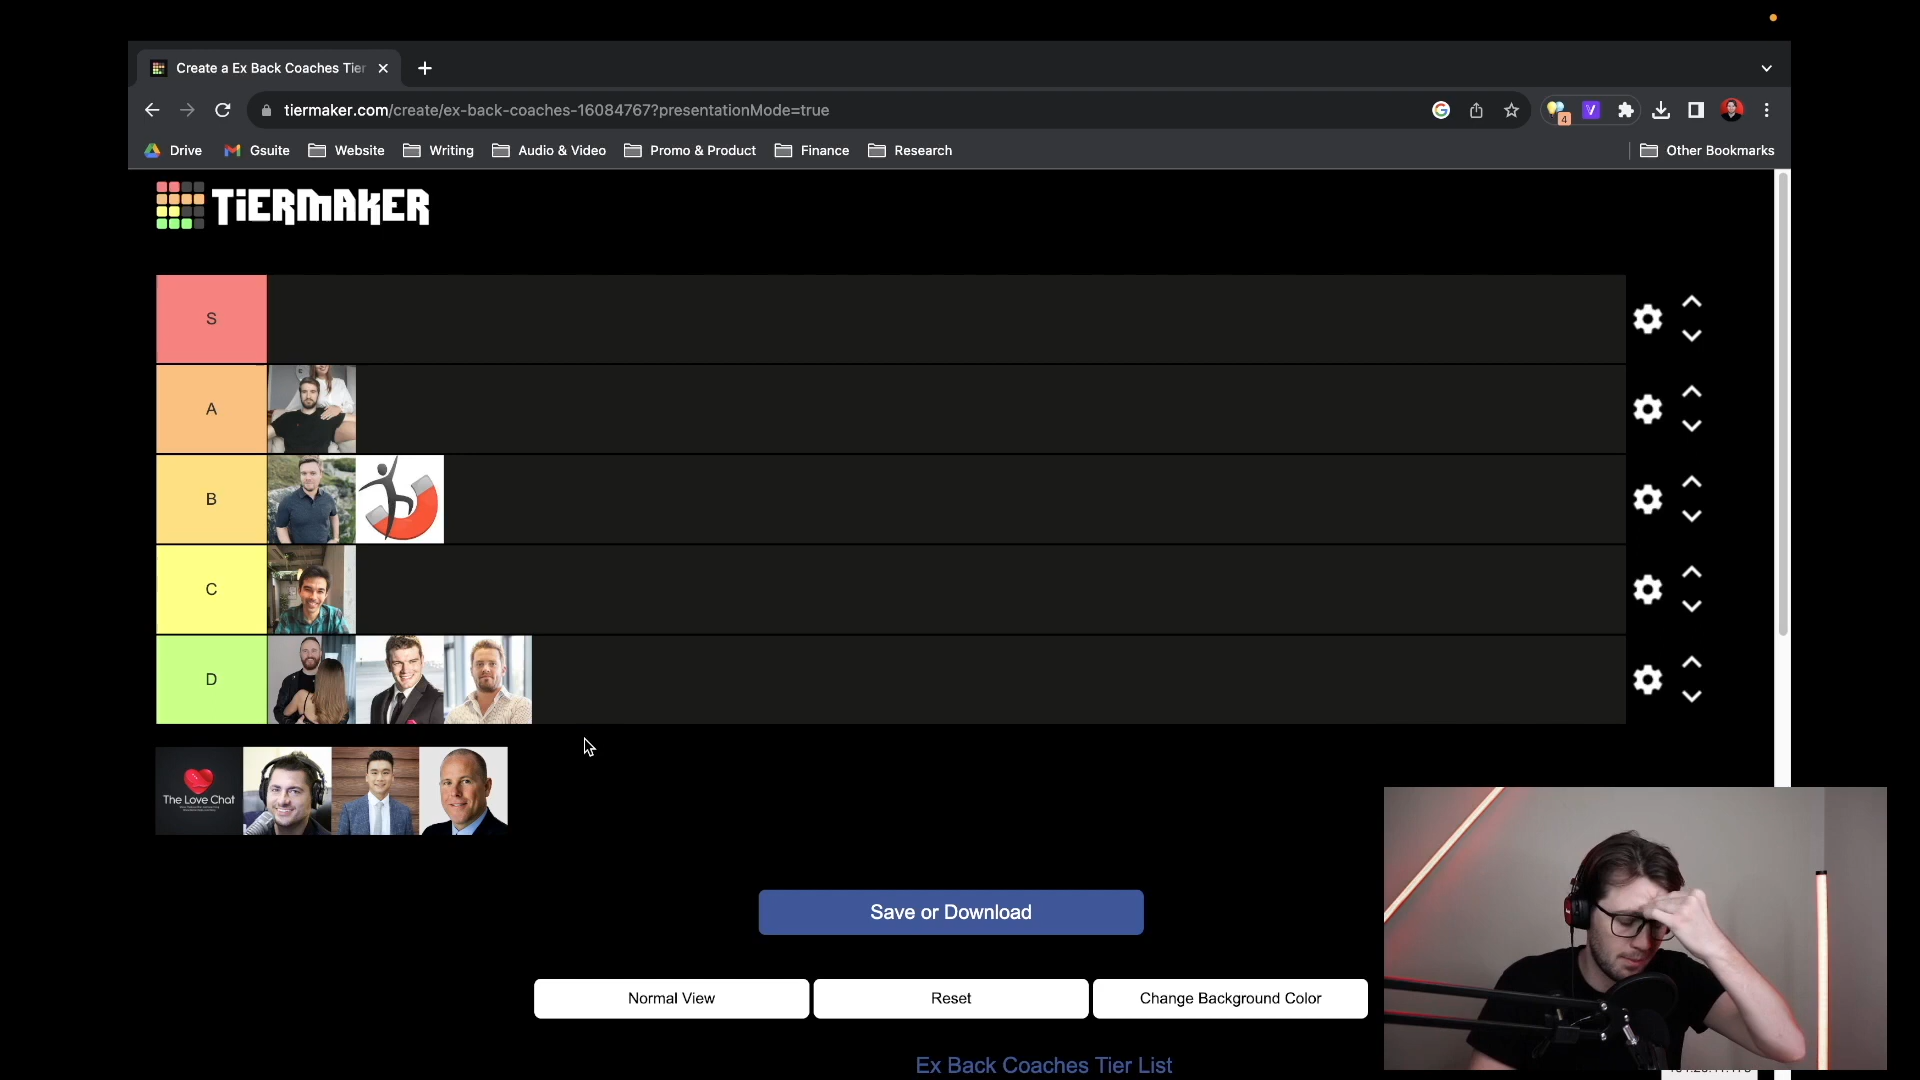 Create a Ex Back Coaches Tier
tiermaker.com/create/ex-back-coaches-16084767?presentationMode=true
4
Drive
Gsuite
Website
Writing
Audio & Video
Promo & Product
Finance
Research
Other Bookmarks
TiERMAKER
S
A
B
C
D
The Love Chat
Save or Download
Normal View
Reset
Change Background Color
Ex Back Coaches Tier List